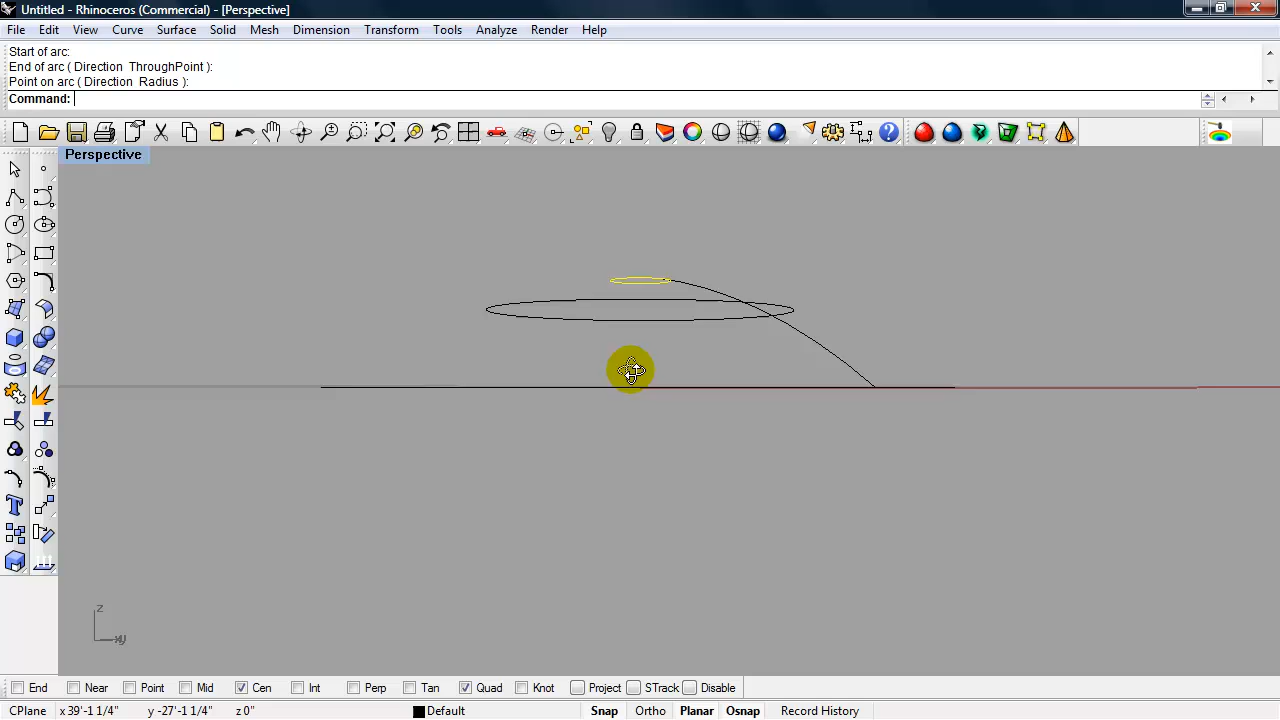 Untitled - Rhinoceros (Commercial) - [Perspective]
File Edit View Curve Surface Solid Mesh Dimension Transform Tools Analyze Render Help
Start of arc:
End of arc ( Direction  ThroughPoint ):
Point on arc ( Direction  Radius ):
Command:
Perspective
z
End Near Point Mid Cen Int Perp Tan Quad Knot Project STrack Disable
CPlane x 39'-1 1/4" y -27'-1 1/4" z 0" Default Snap Ortho Planar Osnap Record History